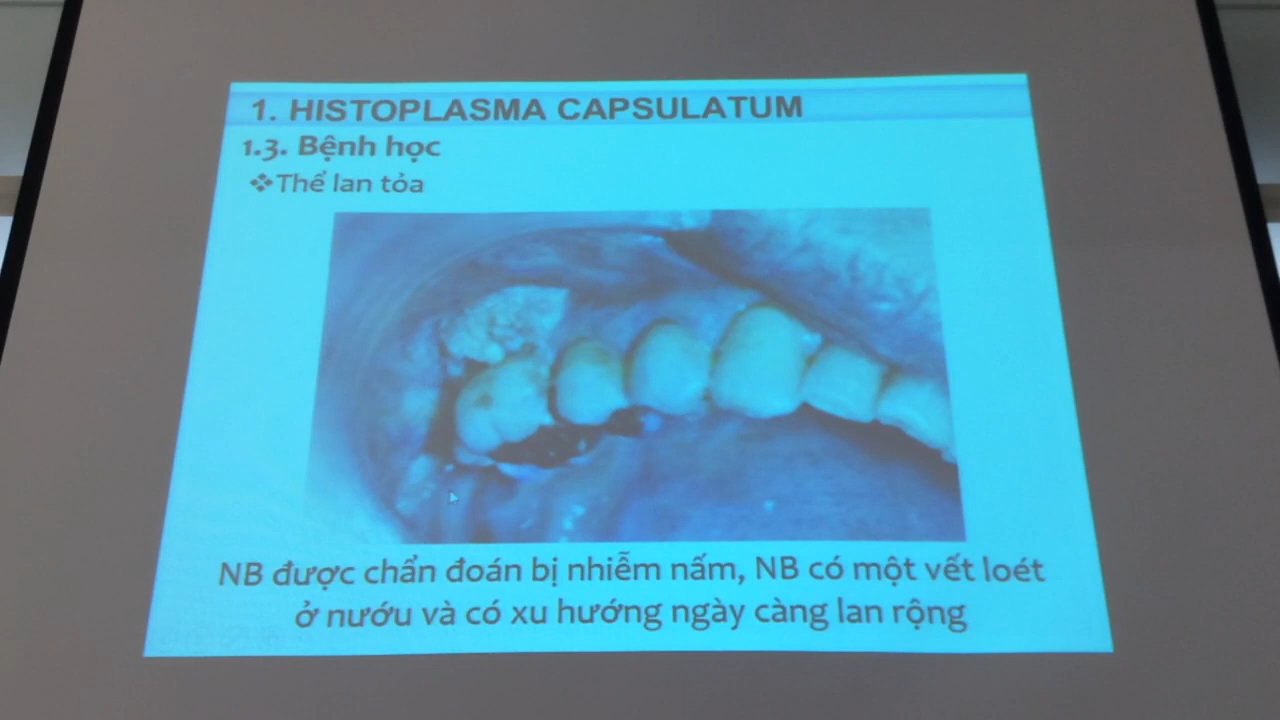 1. HISTOPLASMA CAPSULATUM
1.3. Bệnh học
❖Thể lan tỏa
NB được chẩn đoán bị nhiễm nấm, NB có một vết loét
ở nướu và có xu hướng ngày càng lan rộng